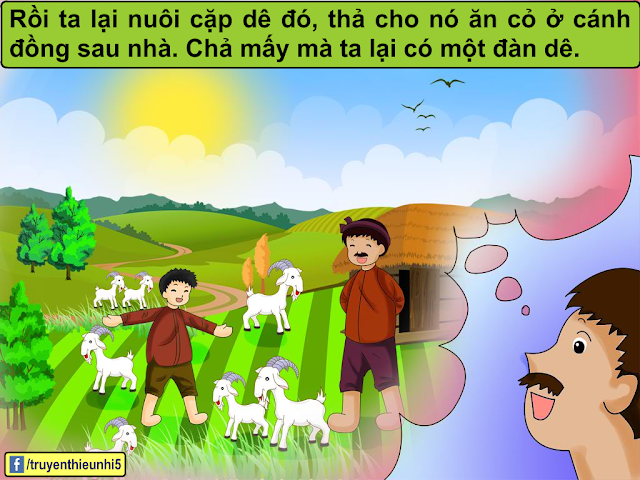 Rồi ta lại nuôi cặp dê đó, thả cho nó ăn cỏ ở cánh
đồng sau nhà. Chả mấy mà ta lại có một đàn dê.
f /truyenthieunhi5